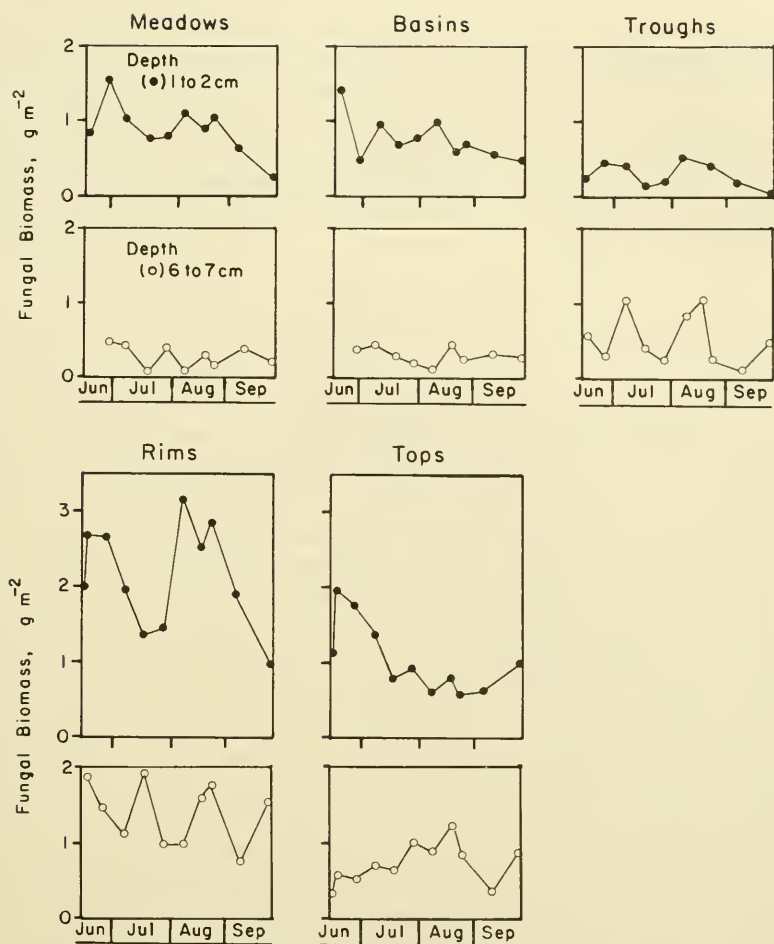 Meadows Basins Troughs
2
Depth
(●) 1 to 2 cm
1
0
2
Depth
(○) 6 to 7 cm
1
0
Fungal Biomass, g m⁻²
Jun Jul Aug Sep Jun Jul Aug Sep Jun Jul Aug Sep
Rims Tops
3
2
1
0
2
1
0
Fungal Biomass, g m⁻²
Jun Jul Aug Sep Jun Jul Aug Sep